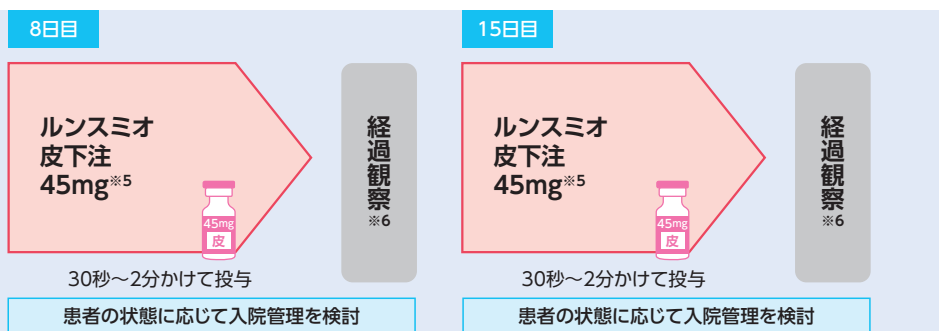 8日目
ルンスミオ
皮下注
45mg※5
45mg
皮
30秒～2分かけて投与
経過観察
※6
患者の状態に応じて入院管理を検討
15日目
ルンスミオ
皮下注
45mg※5
45mg
皮
30秒～2分かけて投与
経過観察
※6
患者の状態に応じて入院管理を検討